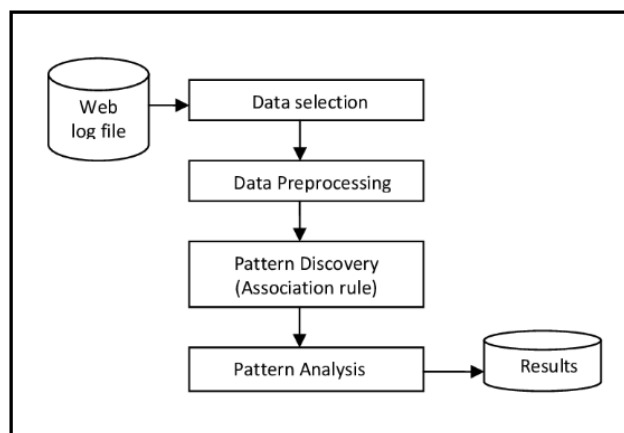 Web
log file
Data selection
Data Preprocessing
Pattern Discovery
(Association rule)
Pattern Analysis
Results